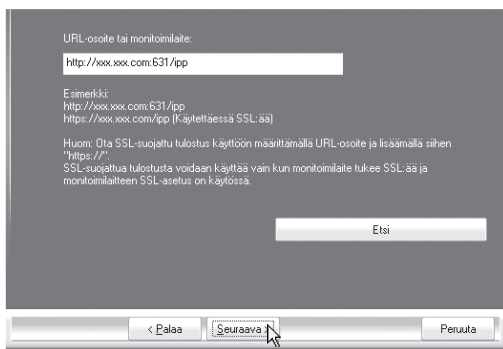 URL-osoite tai monitoimilaite:
http://xxx.xxx.com:631/ipp
Esimerkki:
http://xxx.xxx.com:631/ipp
https://xxx.xxx.com/ipp (Käytettäessä SSL:ää)
Huom: Ota SSL-suojattu tulostus käyttöön määrittämällä URL-osoite ja lisäämällä siihen
"https://".
SSL-suojattua tulostusta voidaan käyttää vain kun monitoimilaite tukee SSL:ää ja
monitoimilaitteen SSL-asetus on käytössä.
Etsi
< Palaa Seuraava > Peruuta